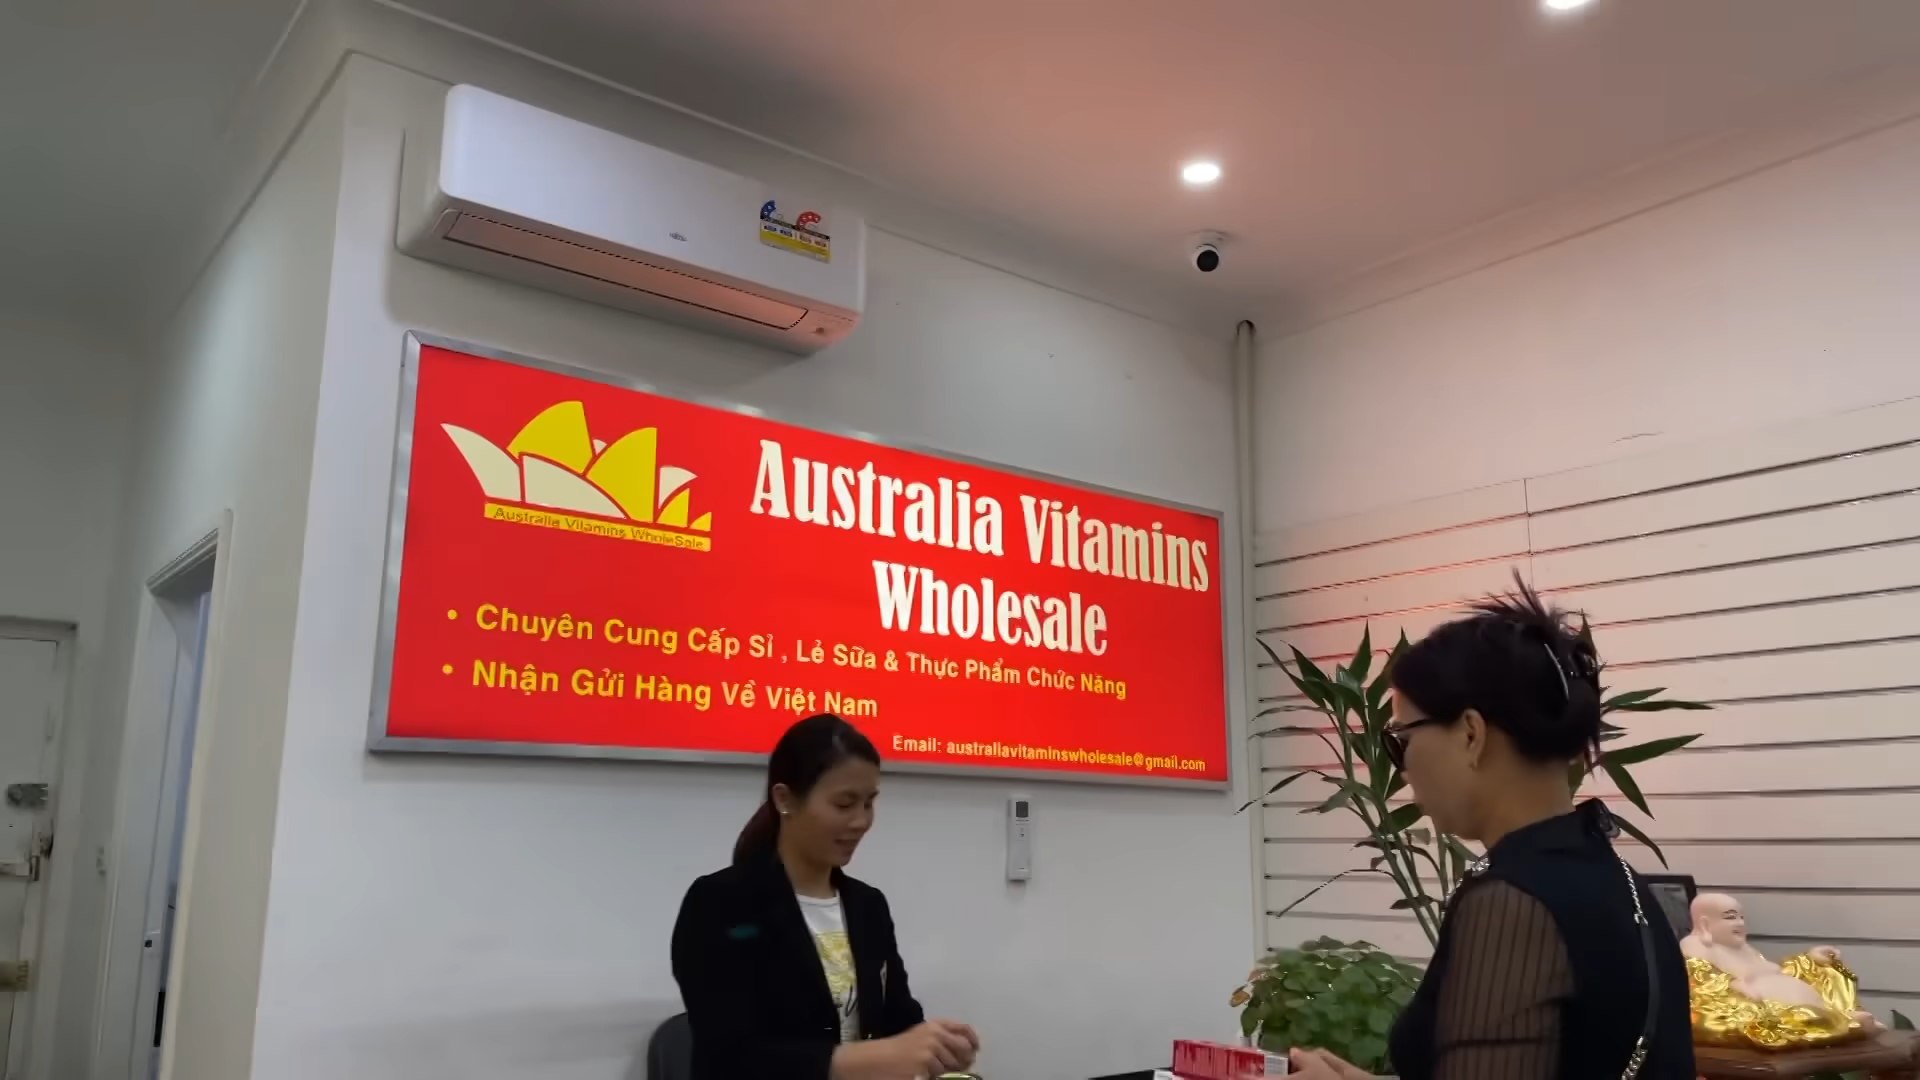 Australia Vitamins WholeSale
Australia Vitamins
Wholesale
• Chuyên Cung Cấp Sỉ , Lẻ Sữa & Thực Phẩm Chức Năng
• Nhận Gửi Hàng Về Việt Nam
Email: australiavitaminswholesale@gmail.com